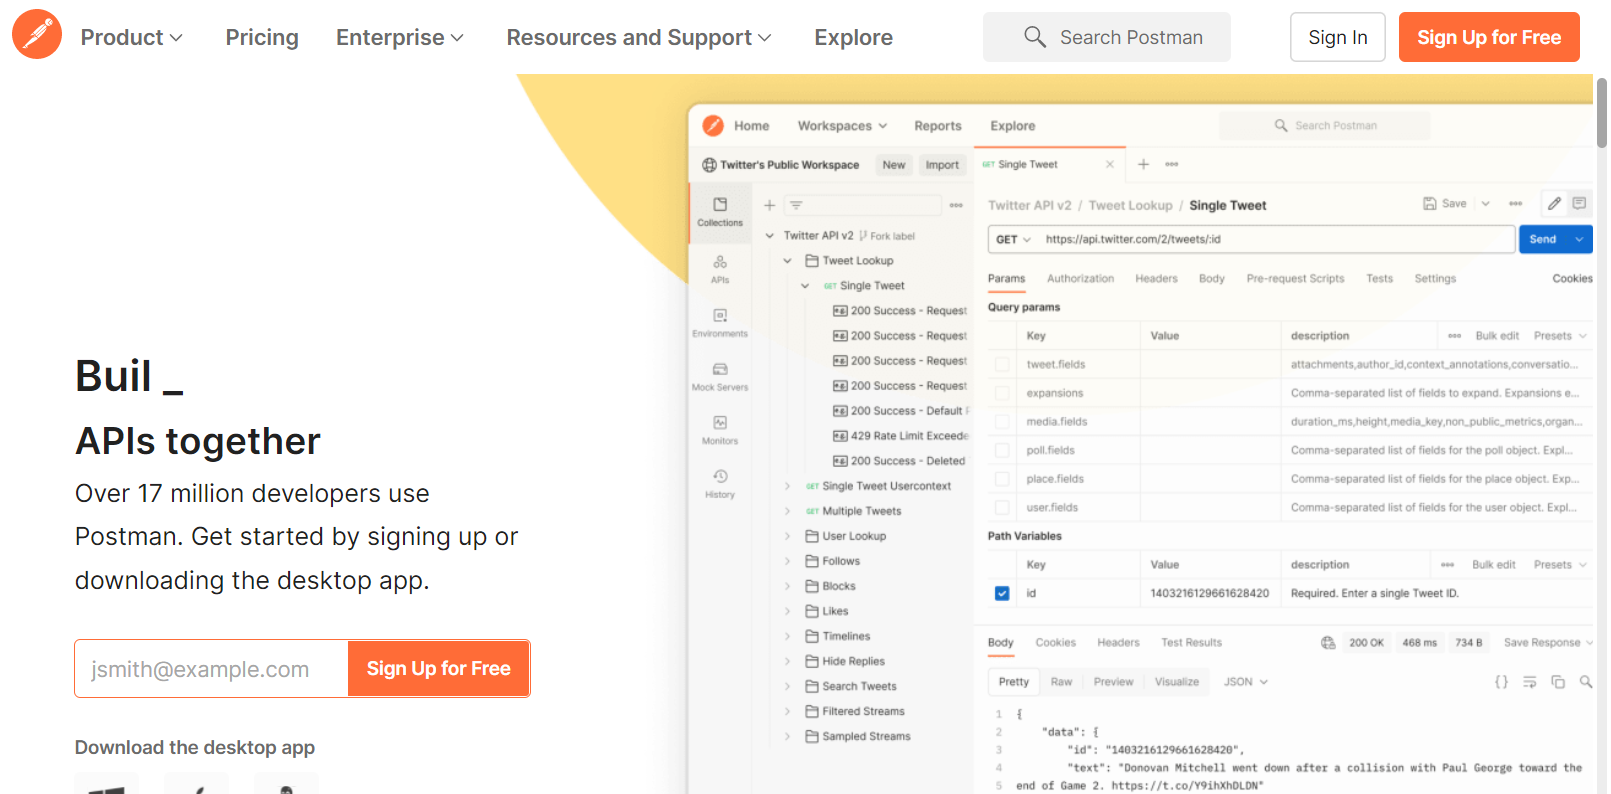 Product
Pricing
Enterprise
Resources and Support
Explore
Search Postman
Sign In
Sign Up for Free
Buil _
APIs together
Over 17 million developers use
Postman. Get started by signing up or
downloading the desktop app.
jsmith@example.com
Sign Up for Free
Download the desktop app
Home
Workspaces
Reports
Explore
Search Postman
Twitter's Public Workspace
New
Import
GET Single Tweet
Collections
APIs
Environments
Mock Servers
Monitors
History
Twitter API v2
Fork label
Tweet Lookup
GET Single Tweet
200 Success - Request
200 Success - Request
200 Success - Request
200 Success - Request
200 Success - Default
429 Rate Limit Exceede
200 Success - Deleted
GET Single Tweet Usercontext
GET Multiple Tweets
User Lookup
Follows
Blocks
Likes
Timelines
Hide Replies
Search Tweets
Filtered Streams
Sampled Streams
Twitter API v2 / Tweet Lookup / Single Tweet
Save
GET https://api.twitter.com/2/tweets/:id
Send
Params Authorization Headers Body Pre-request Scripts Tests Settings Cookies
Query params
Key Value description Bulk edit Presets
tweet.fields attachments,author_id,context_annotations,conversatio...
expansions Comma-separated list of fields to expand. Expansions e...
media.fields duration_ms,height,media_key,non_public_metrics,organ...
poll.fields Comma-separated list of fields for the poll object. Expl...
place.fields Comma-separated list of fields for the place object. Exp...
user.fields Comma-separated list of fields for the user object. Expl...
Path Variables
Key Value description Bulk edit Presets
id 1403216129661628420 Required. Enter a single Tweet ID.
Body Cookies Headers Test Results 200 OK 468 ms 734 B Save Response
Pretty Raw Preview Visualize JSON {}
1 {
2 "data": {
3 "id": "1403216129661628420",
4 "text": "Donovan Mitchell went down after a collision with Paul George toward the
5 end of Game 2. https://t.co/Y9ihXhDLDN"